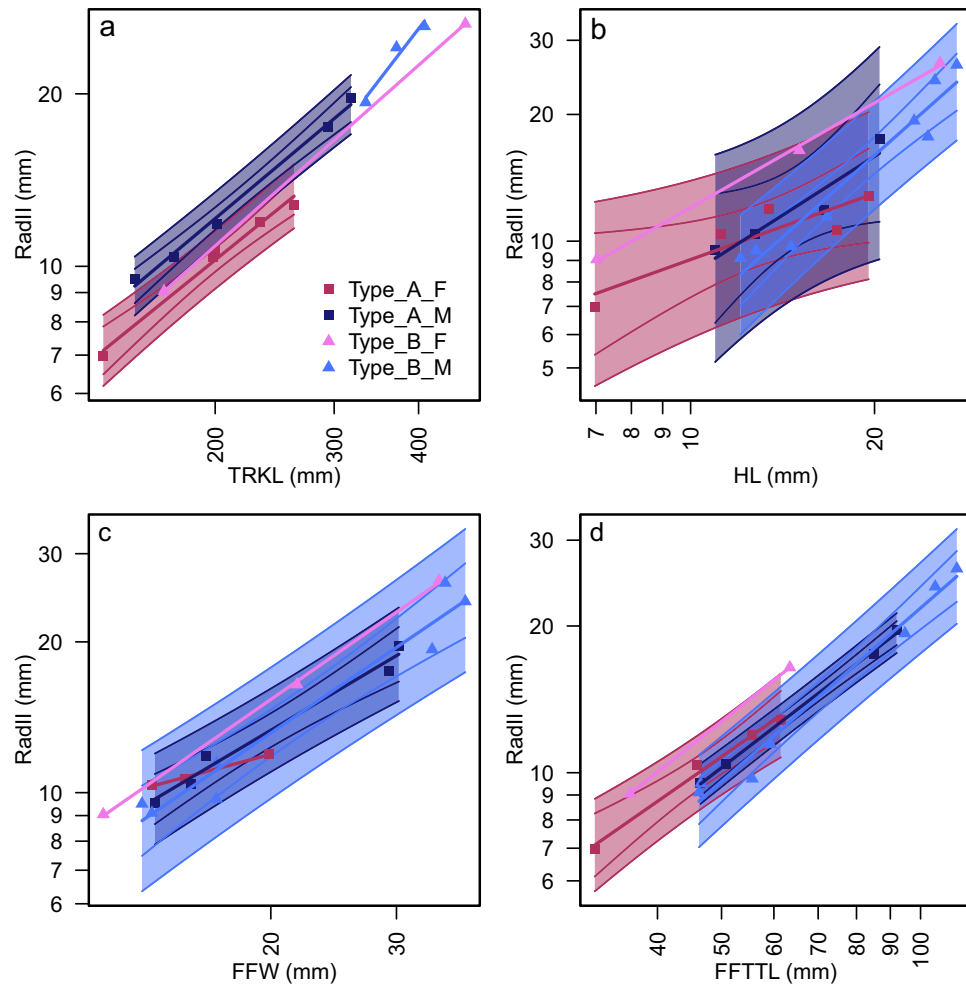 a
20
10
9
8
7
6
RadII (mm)
200
300
400
TRKL (mm)
Type_A_F
Type_A_M
Type_B_F
Type_B_M
b
30
20
10
9
8
7
6
5
RadII (mm)
7
8
9
10
20
HL (mm)
c
30
20
10
9
8
7
6
RadII (mm)
20
30
FFW (mm)
d
30
20
10
9
8
7
6
RadII (mm)
40
50
60
70
80
90
100
FFTTL (mm)